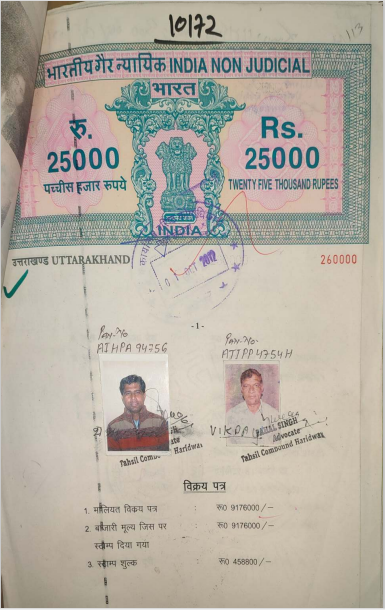 10172
113
भारतीय गैर न्यायिक INDIA NON JUDICIAL
भारत
रु.
25000
पच्चीस हजार रुपये
Rs.
25000
TWENTY FIVE THOUSAND RUPEES
INDIA
2012
उत्तराखण्ड UTTARAKHAND
260000
-1-
Pan-No
AIHPA 9475G
Pan-No-
ATIPP 4754H
Tahsil Haridwar
SINGH
Advocate
Tahsil Compound Haridwar
विक्रय पत्र
1. मालियत विक्रय पत्र : रू0 9176000/-
2. बाजारी मूल्य जिस पर : रू0 9176000/-
स्टाम्प दिया गया
3. स्टाम्प शुल्क : रू0 458800/-